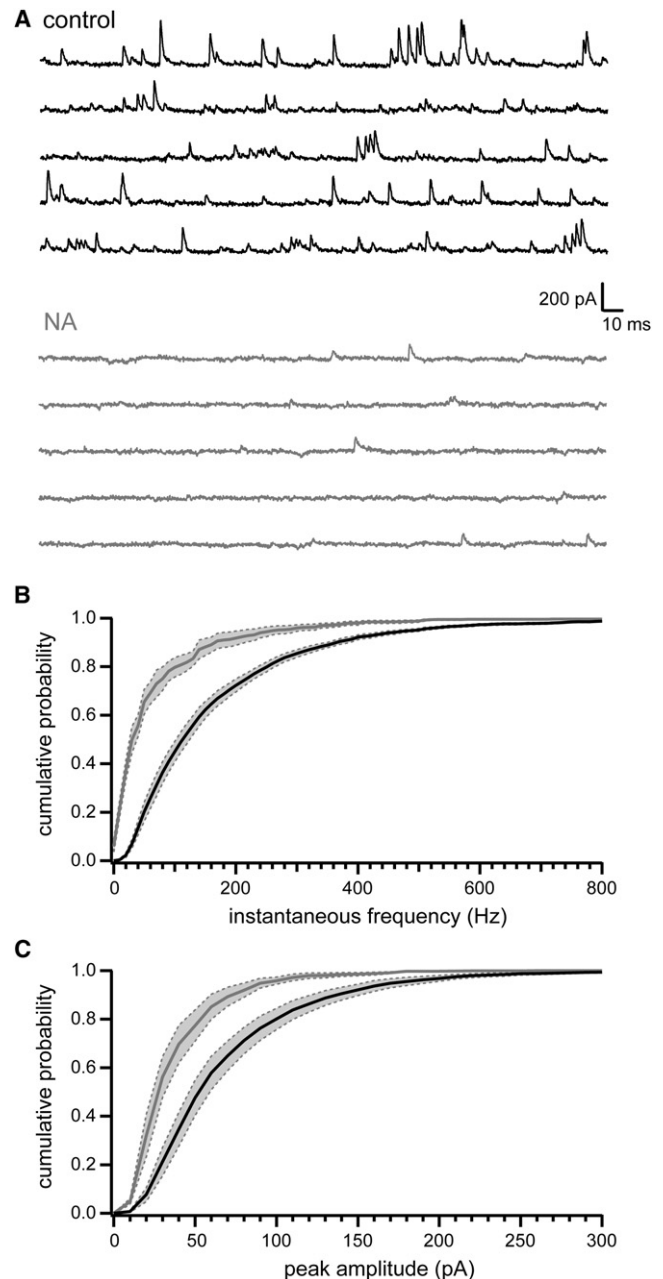 A control
200 pA
10 ms
NA
B
1.0
0.8
0.6
0.4
0.2
0.0
cumulative probability
0 200 400 600 800
instantaneous frequency (Hz)
C
1.0
0.8
0.6
0.4
0.2
0.0
cumulative probability
0 50 100 150 200 250 300
peak amplitude (pA)